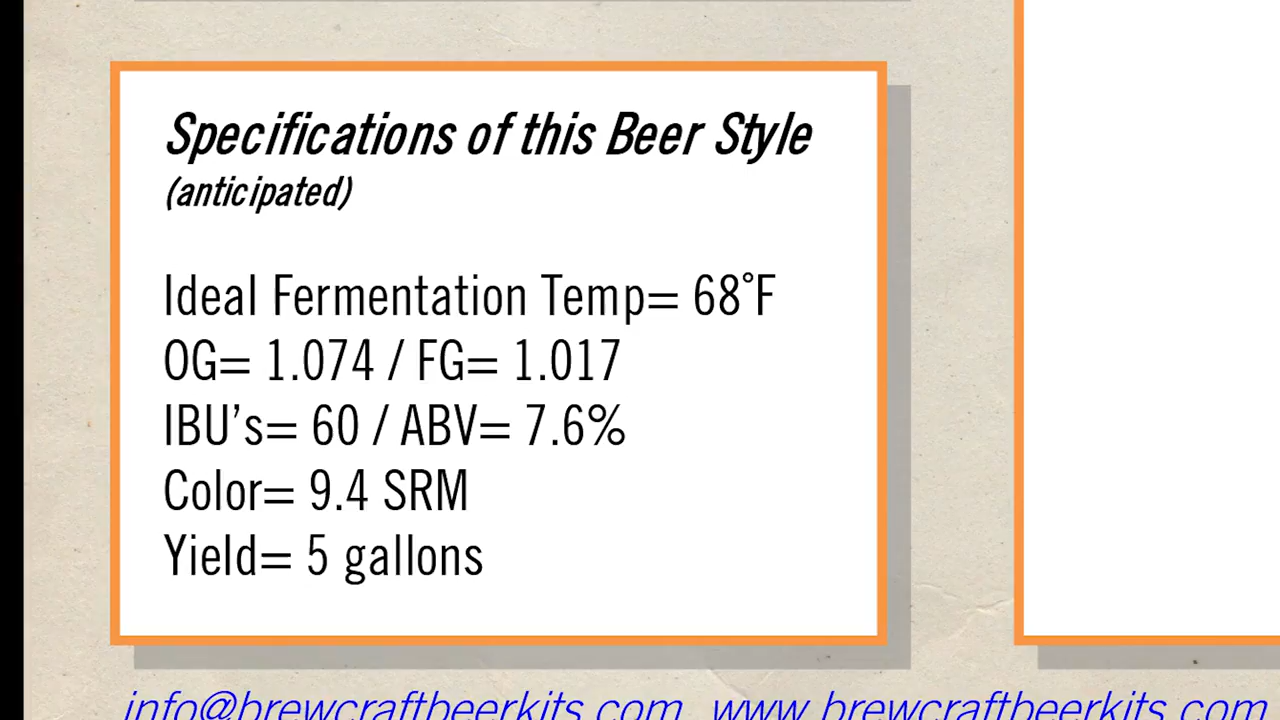 Specifications of this Beer Style
(anticipated)
Ideal Fermentation Temp= 68°F
OG= 1.074 / FG= 1.017
IBU’s= 60 / ABV= 7.6%
Color= 9.4 SRM
Yield= 5 gallons
info@brewcraftbeerkits.com www.brewcraftbeerkits.com